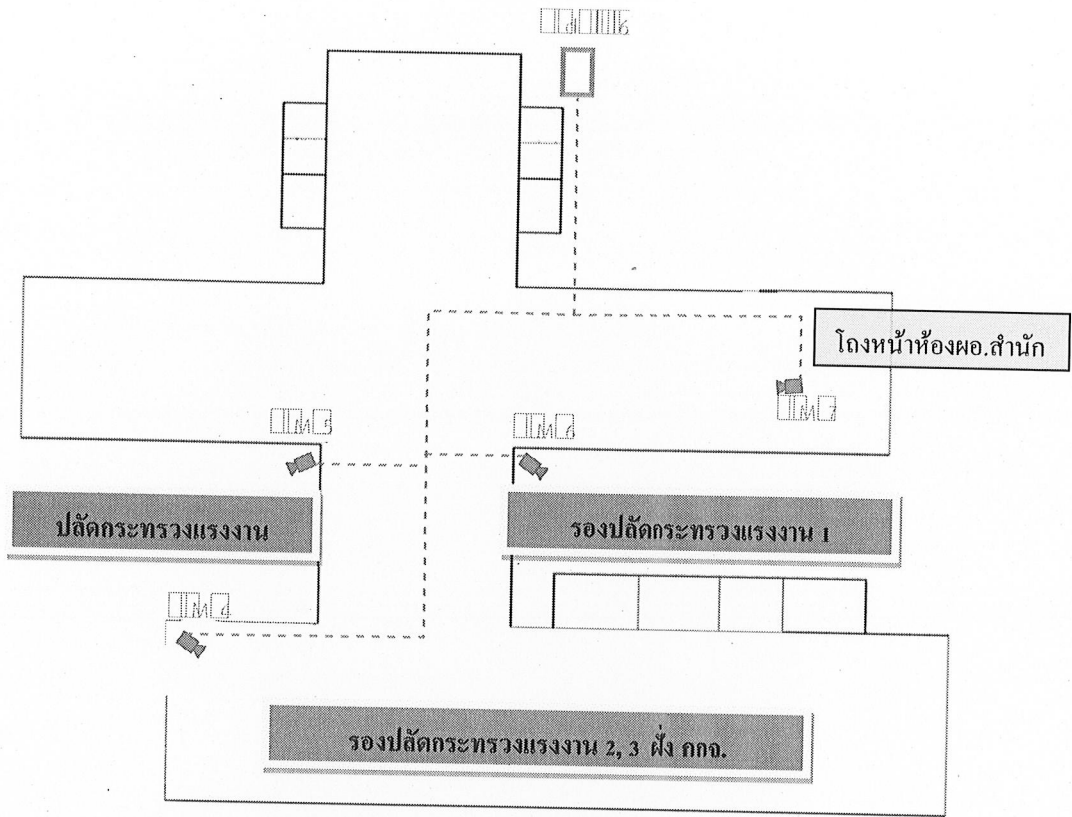 โถงหน้าห้องผอ.สำนัก
ปลัดกระทรวงแรงงาน
รองปลัดกระทรวงแรงงาน 1
รองปลัดกระทรวงแรงงาน 2, 3 ฝั่ง กกจ.